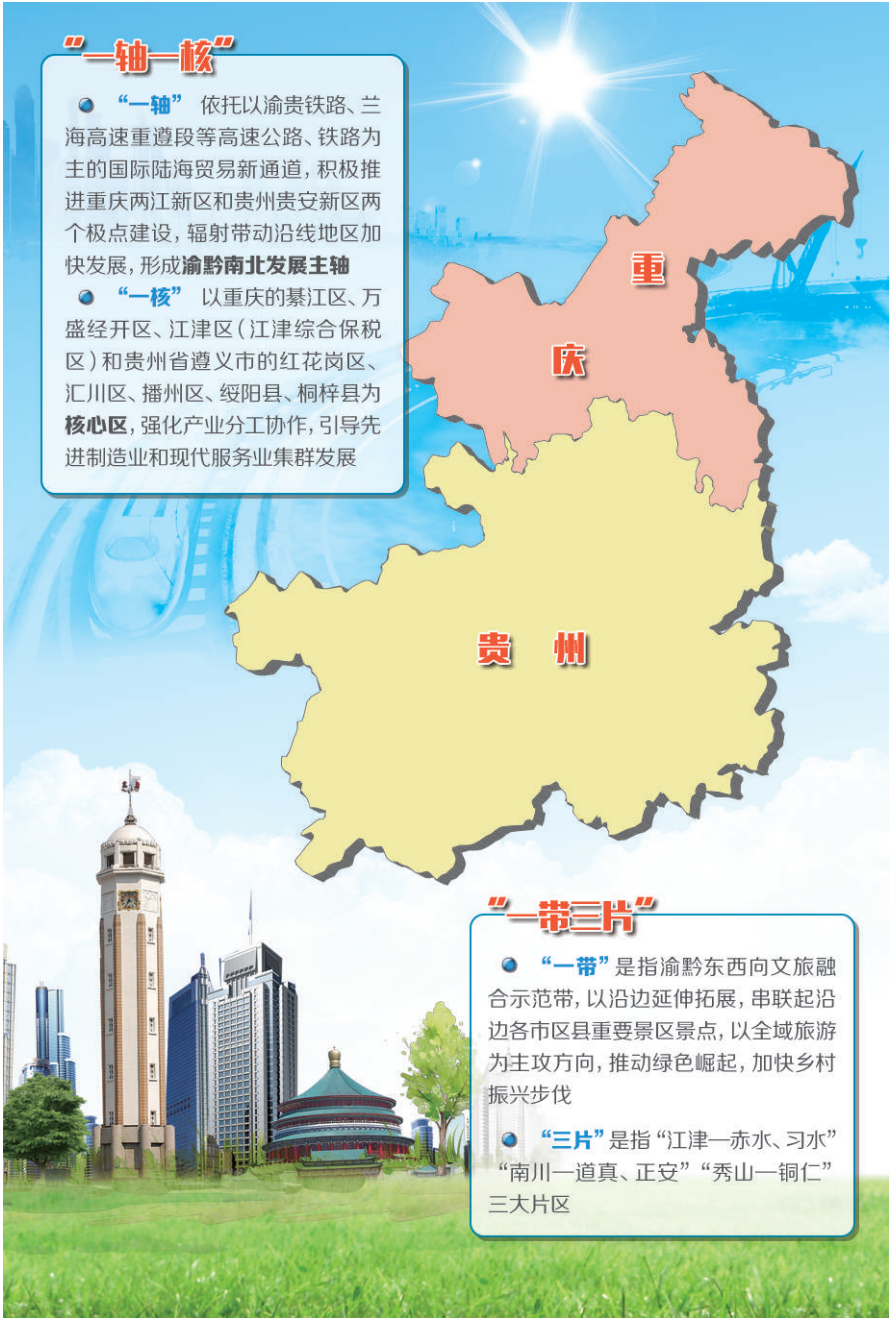 “一轴一核”
“一轴” 依托以渝贵铁路、兰
海高速重遵段等高速公路、铁路为
主的国际陆海贸易新通道，积极推
进重庆两江新区和贵州贵安新区两
个极点建设，辐射带动沿线地区加
快发展，形成渝黔南北发展主轴
“一核” 以重庆的綦江区、万
盛经开区、江津区（江津综合保税
区）和贵州省遵义市的红花岗区、
汇川区、播州区、绥阳县、桐梓县为
核心区，强化产业分工协作，引导先
进制造业和现代服务业集群发展
重
庆
贵 州
“一带三片”
“一带”是指渝黔东西向文旅融
合示范带，以沿边延伸拓展，串联起沿
边各市区县重要景区景点，以全域旅游
为主攻方向，推动绿色崛起，加快乡村
振兴步伐
“三片”是指“江津—赤水、习水”
“南川—道真、正安”“秀山—铜仁”
三大片区